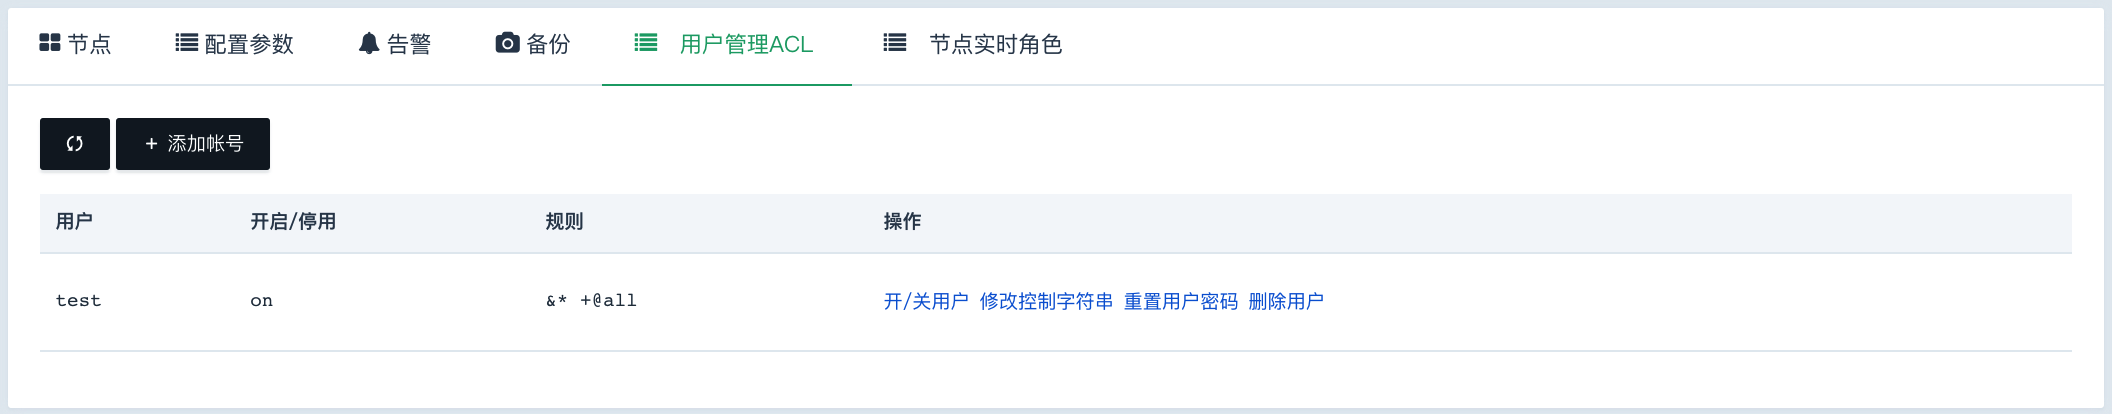 节点 配置参数 告警 备份 用户管理ACL 节点实时角色
+ 添加帐号
用户 开启/停用 规则 操作
test on &* +@all 开/关用户 修改控制字符串 重置用户密码 删除用户